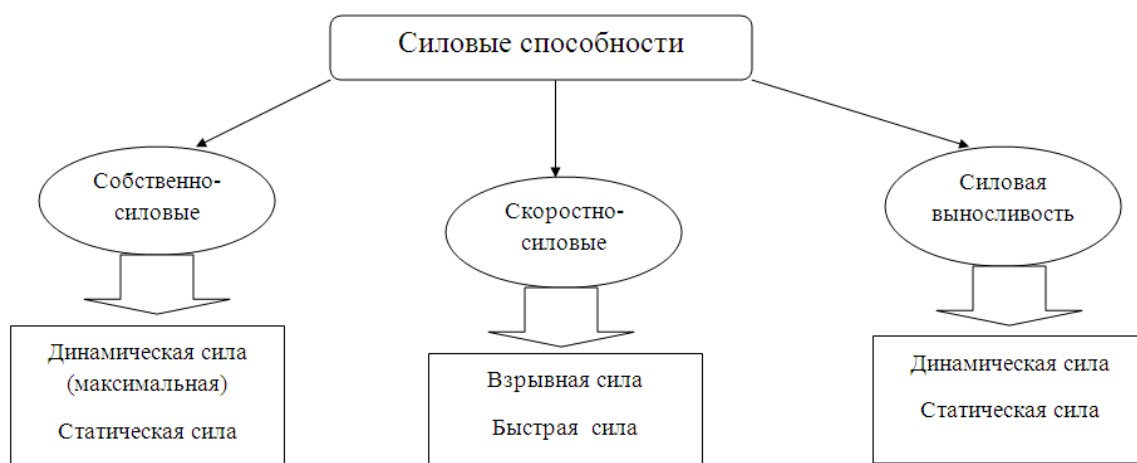 Силовые способности
Собственно-
силовые
Скоростно-
силовые
Силовая
выносливость
Динамическая сила
(максимальная)
Статическая сила
Взрывная сила
Быстрая сила
Динамическая сила
Статическая сила